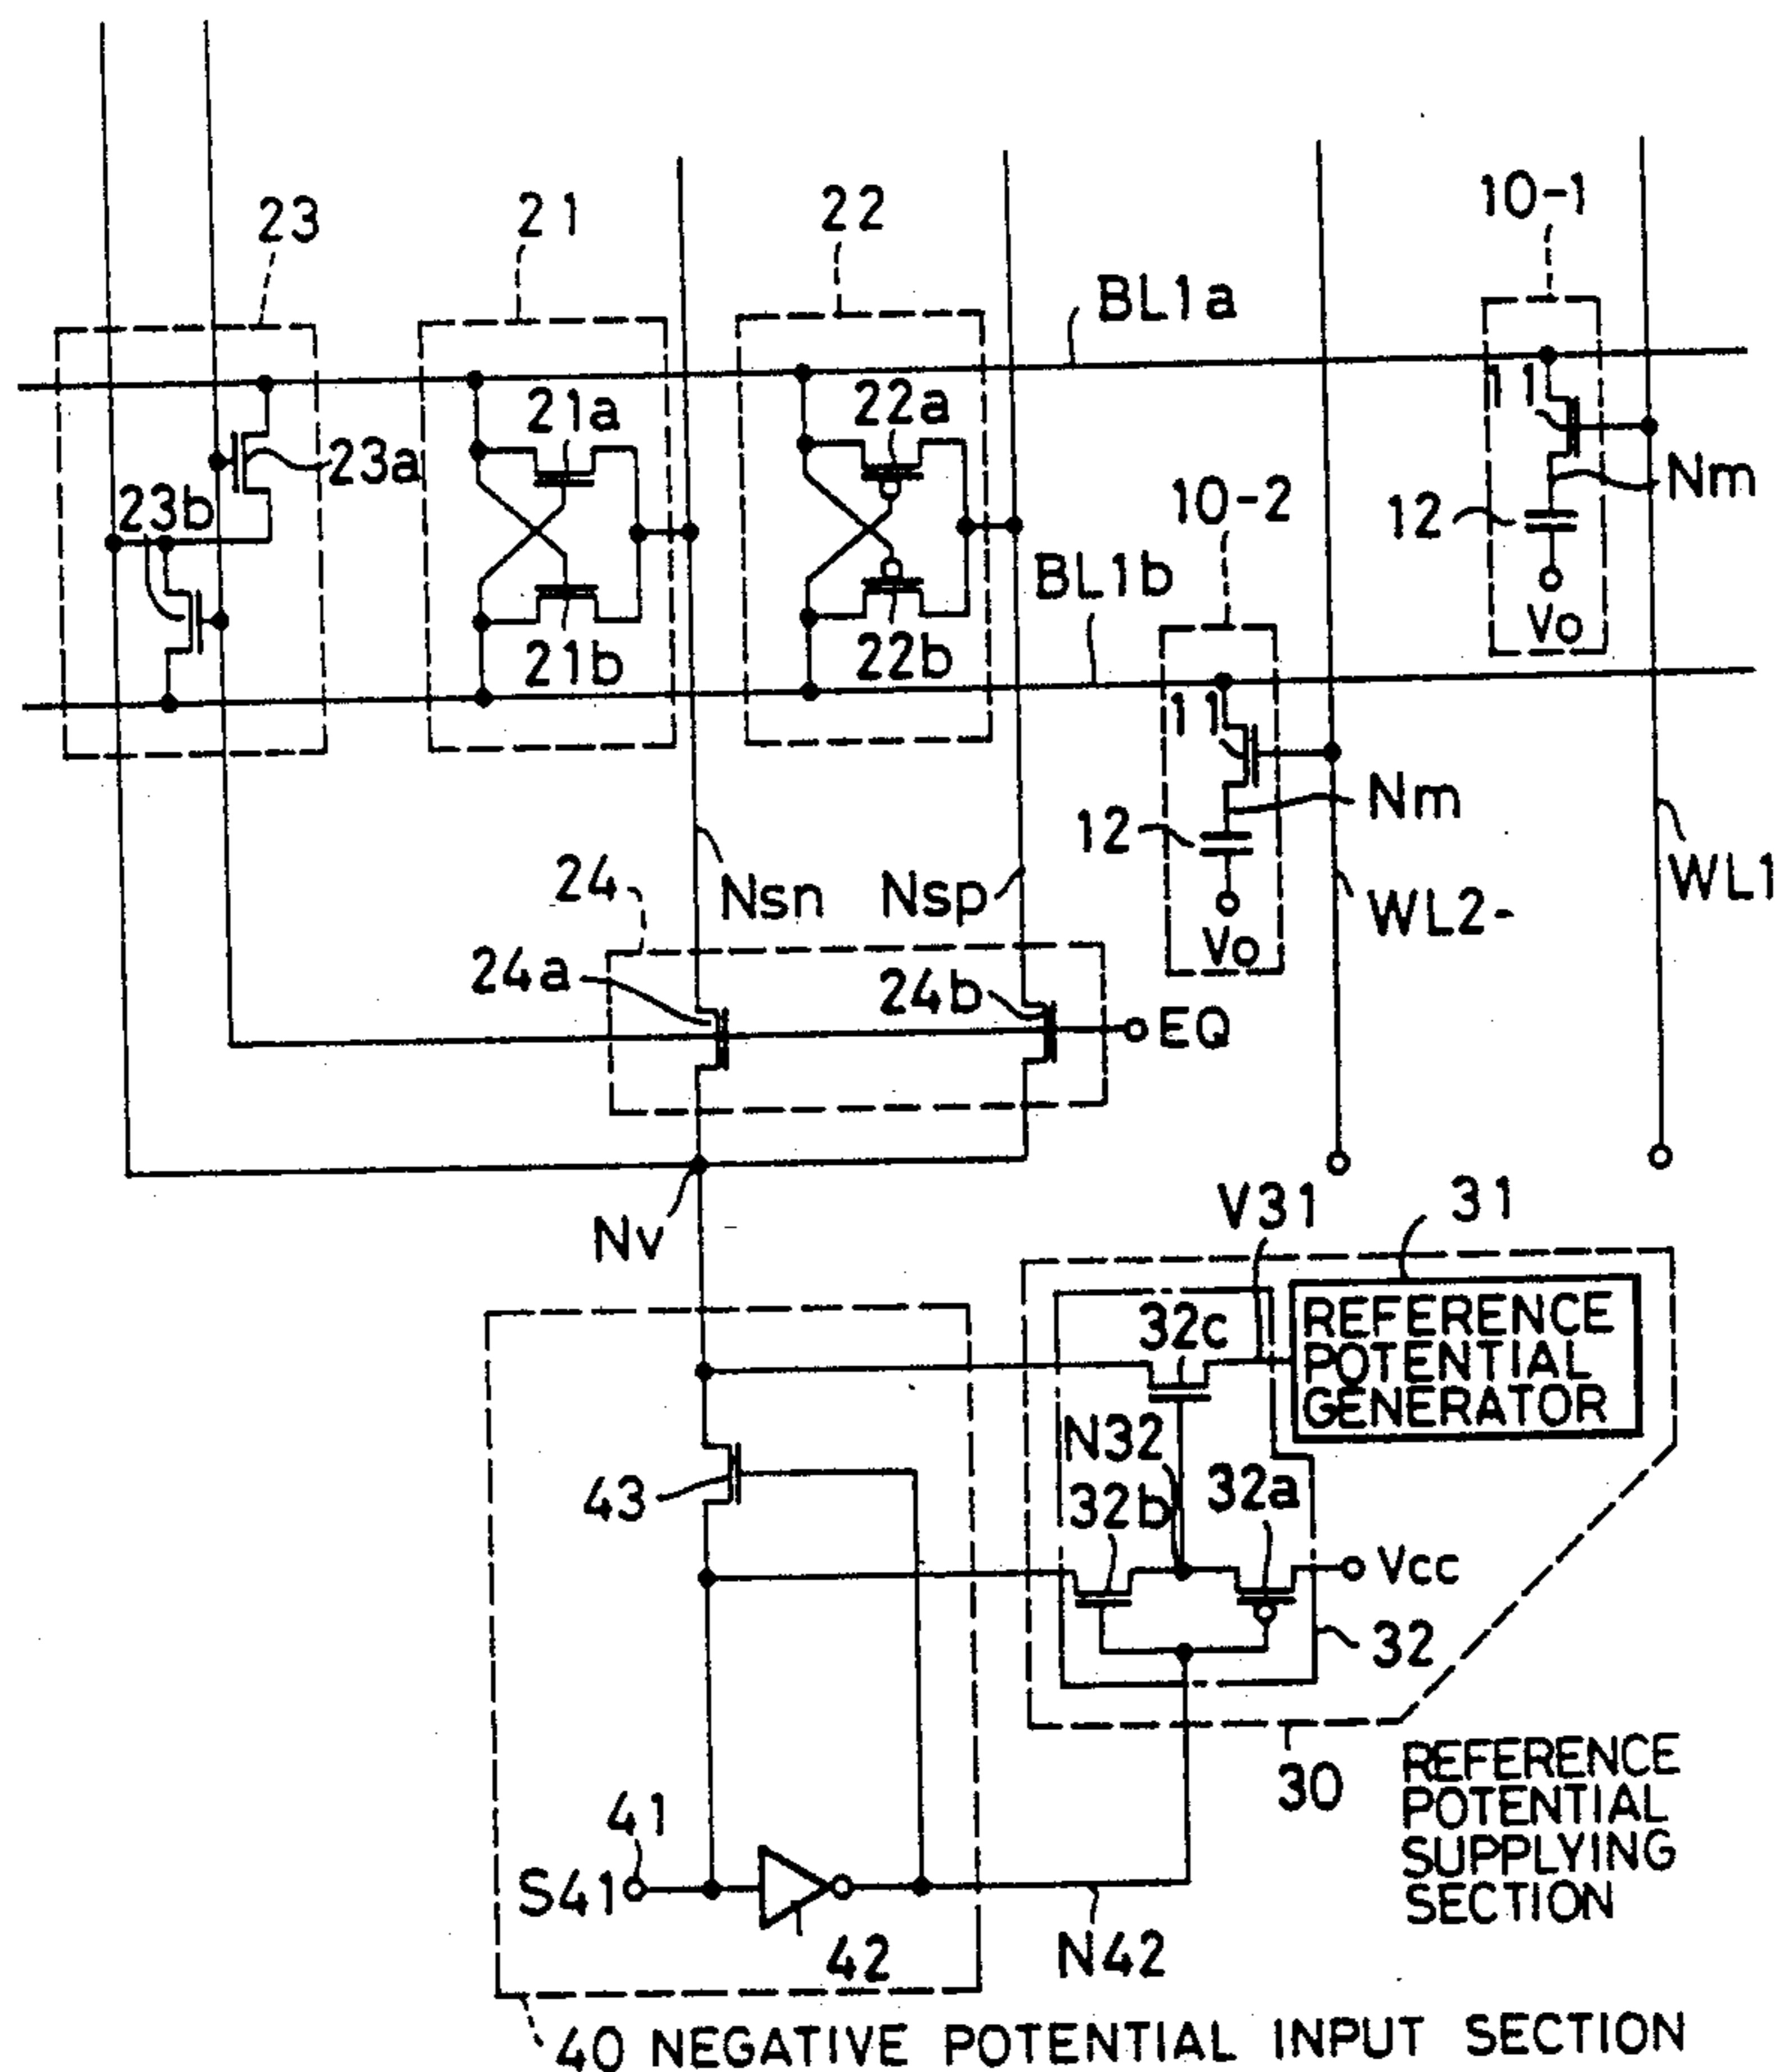 10-1
23
21
22
BL1a
21a
22a
11
23a
Nm
10-2
12
23b
BL1b
Vo
21b
22b
11
Nm
12
24
Nsn
Nsp
WL1
WL2-
Vo
24a
24b
EQ
V31
31
Nv
REFERENCE
POTENTIAL
GENERATOR
32c
N32
32a
43
32b
Vcc
32
30
REFERENCE
POTENTIAL
SUPPLYING
SECTION
41
S41
42
N42
40 NEGATIVE POTENTIAL INPUT SECTION